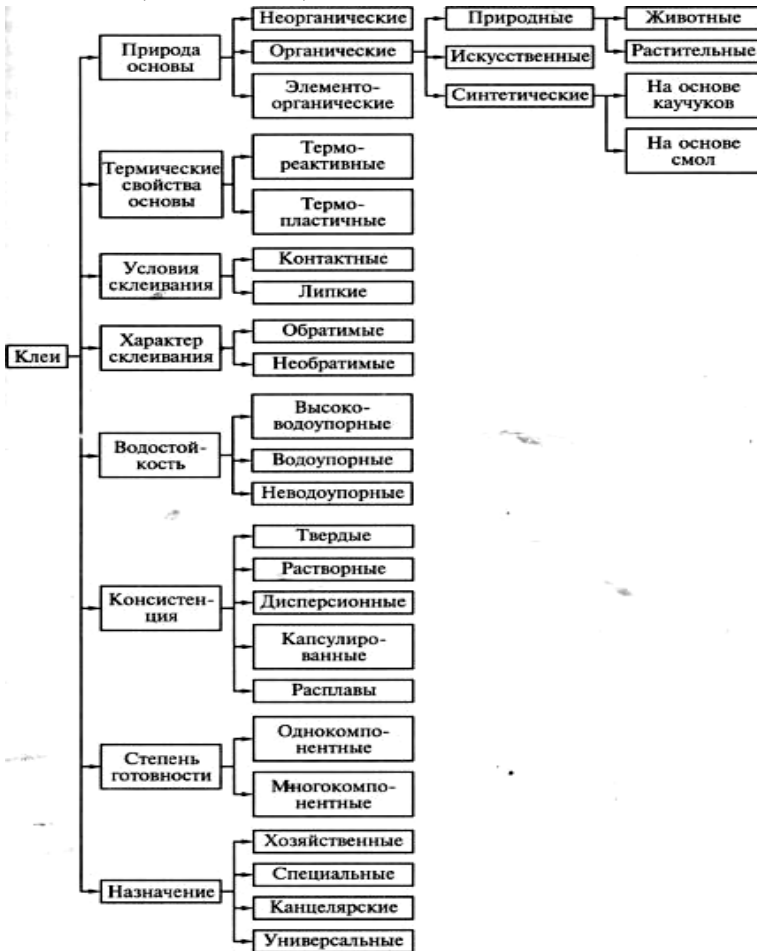 Клеи
Природа
основы
Неорганические
Органические
Элементо-
органические
Природные
Искусственные
Синтетические
Животные
Растительные
На основе
каучуков
На основе
смол
Термические
свойства
основы
Термо-
реактивные
Термо-
пластичные
Условия
склеивания
Контактные
Липкие
Характер
склеивания
Обратимые
Необратимые
Водостой-
кость
Высоко-
водоупорные
Водоупорные
Неводоупорные
Консистен-
ция
Твердые
Растворные
Дисперсионные
Капсулиро-
ванные
Расплавы
Степень
готовности
Однокомпо-
нентные
Многокомпо-
нентные
Назначение
Хозяйственные
Специальные
Канцелярские
Универсальные